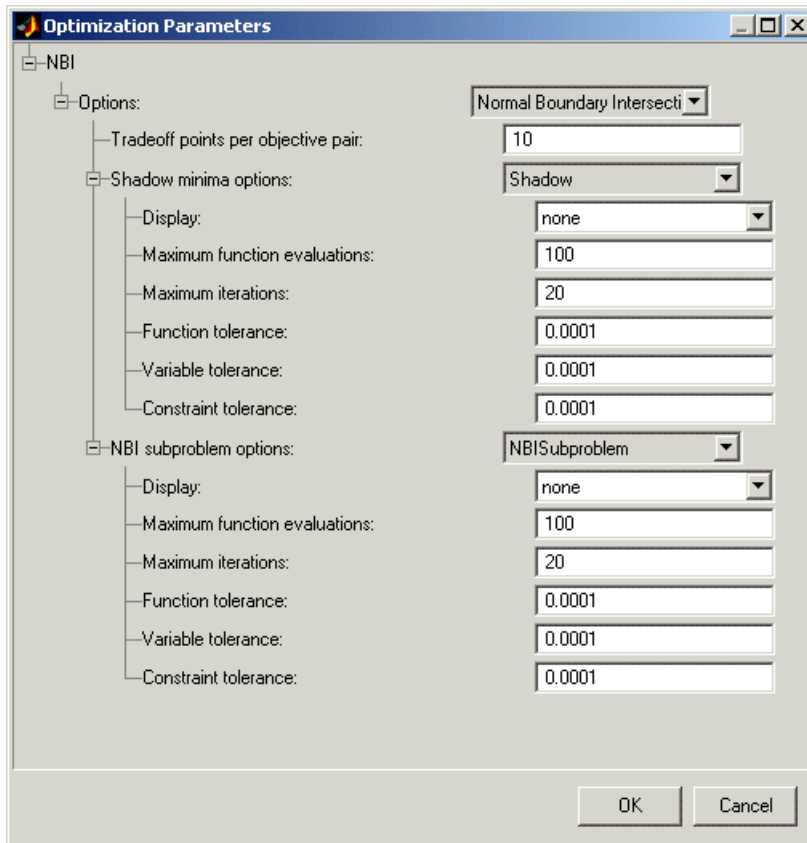 Optimization Parameters
NBI
Options: Normal Boundary Intersecti
Tradeoff points per objective pair: 10
Shadow minima options: Shadow
Display: none
Maximum function evaluations: 100
Maximum iterations: 20
Function tolerance: 0.0001
Variable tolerance: 0.0001
Constraint tolerance: 0.0001
NBI subproblem options: NBISubproblem
Display: none
Maximum function evaluations: 100
Maximum iterations: 20
Function tolerance: 0.0001
Variable tolerance: 0.0001
Constraint tolerance: 0.0001
OK Cancel